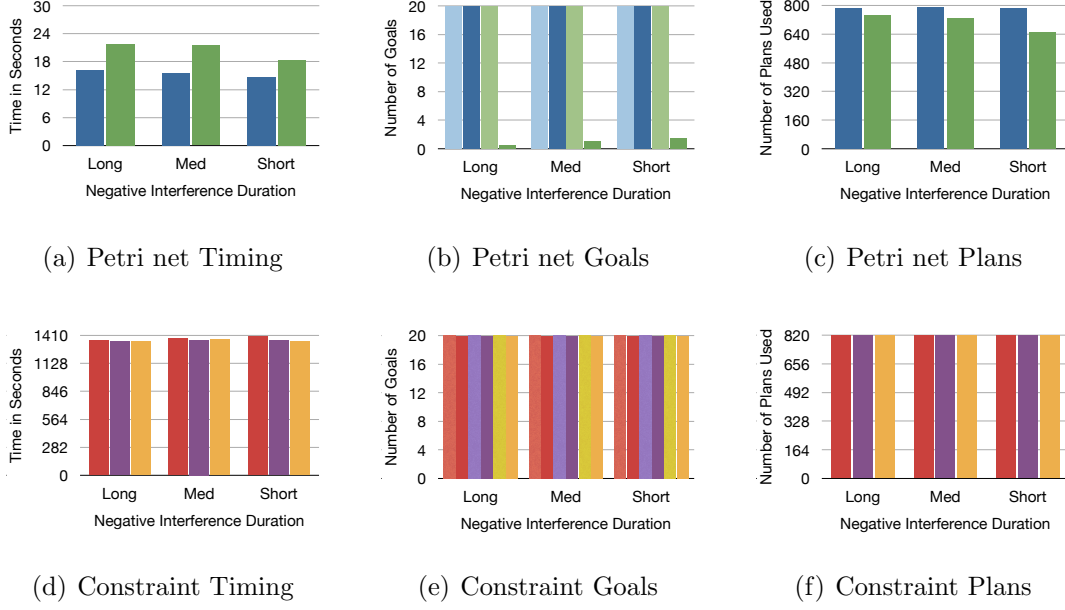 Time in Seconds
30
24
18
12
6
0
Long
Med
Short
Negative Interference Duration
(a) Petri net Timing
Number of Goals
20
16
12
8
4
0
Long
Med
Short
Negative Interference Duration
(b) Petri net Goals
Number of Plans Used
800
640
480
320
160
0
Long
Med
Short
Negative Interference Duration
(c) Petri net Plans
Time in Seconds
1410
1128
846
564
282
0
Long
Med
Short
Negative Interference Duration
(d) Constraint Timing
Number of Goals
20
16
12
8
4
0
Long
Med
Short
Negative Interference Duration
(e) Constraint Goals
Number of Plans Used
820
656
492
328
164
0
Long
Med
Short
Negative Interference Duration
(f) Constraint Plans